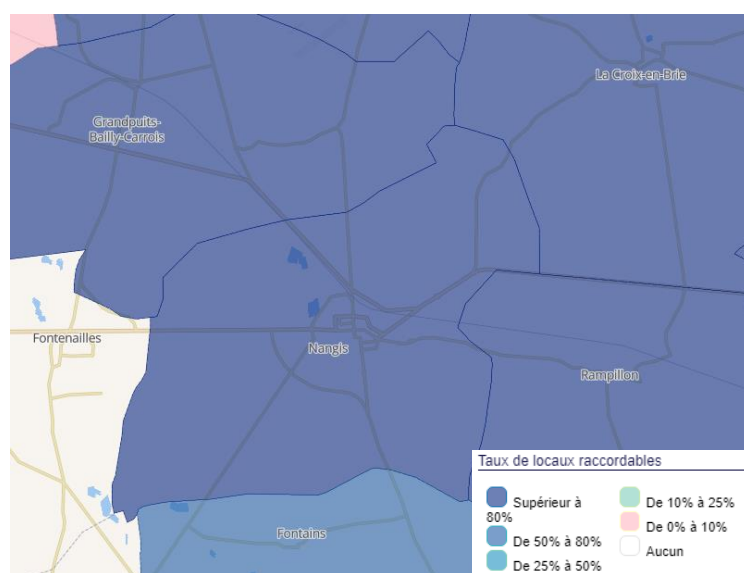 La Croix-en-Brie
Grandpuits-
Bailly-Carrois
Fontenailles
Nangis
Rampillon
Fontains
Taux de locaux raccordables
Supérieur à
80%
De 50% à 80%
De 25% à 50%
De 10% à 25%
De 0% à 10%
Aucun